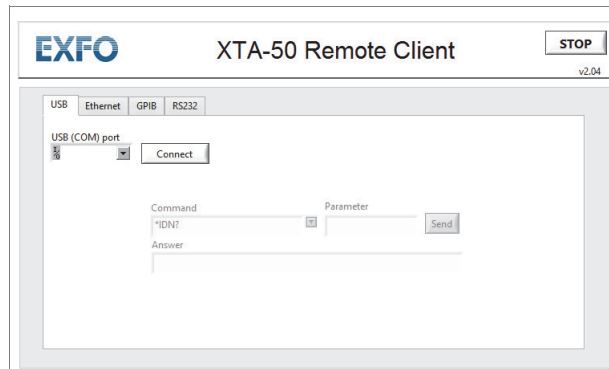 EXFO
XTA-50 Remote Client
STOP
v2.04
USB Ethernet GPIB RS232
USB (COM) port
Connect
Command Parameter
*IDN?
Send
Answer